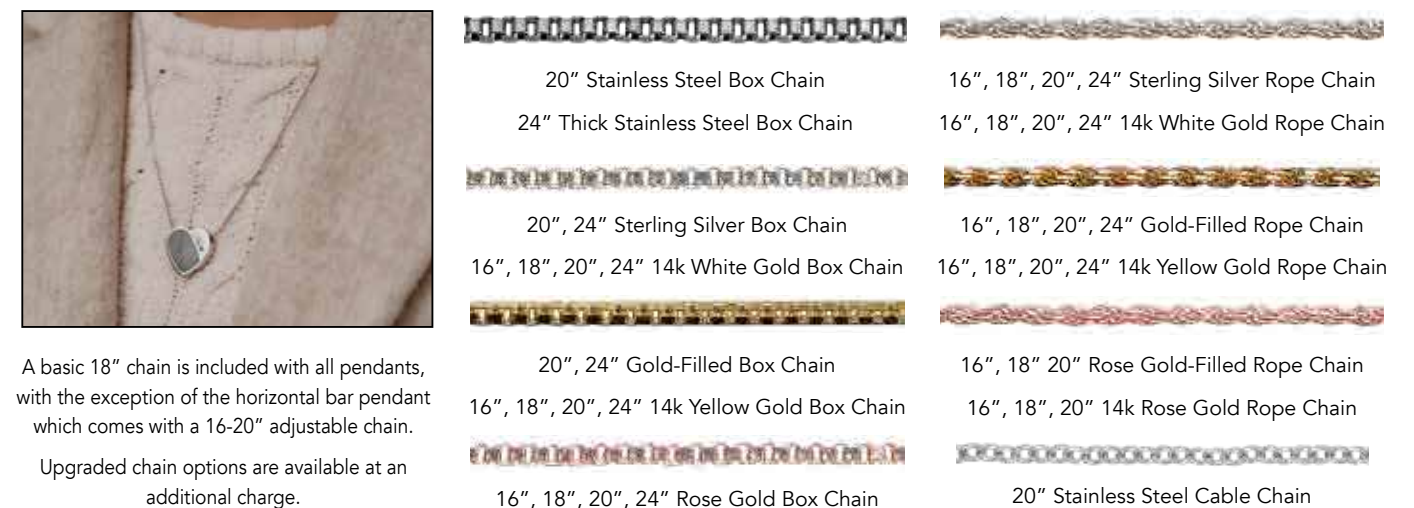 A basic 18” chain is included with all pendants,
with the exception of the horizontal bar pendant
which comes with a 16-20” adjustable chain.
Upgraded chain options are available at an
additional charge.
20” Stainless Steel Box Chain
24” Thick Stainless Steel Box Chain
20”, 24” Sterling Silver Box Chain
16”, 18”, 20”, 24” 14k White Gold Box Chain
20”, 24” Gold-Filled Box Chain
16”, 18”, 20”, 24” 14k Yellow Gold Box Chain
16”, 18”, 20”, 24” Rose Gold Box Chain
16”, 18”, 20”, 24” Sterling Silver Rope Chain
16”, 18”, 20”, 24” 14k White Gold Rope Chain
16”, 18”, 20”, 24” Gold-Filled Rope Chain
16”, 18”, 20”, 24” 14k Yellow Gold Rope Chain
16”, 18” 20” Rose Gold-Filled Rope Chain
16”, 18”, 20” 14k Rose Gold Rope Chain
20” Stainless Steel Cable Chain